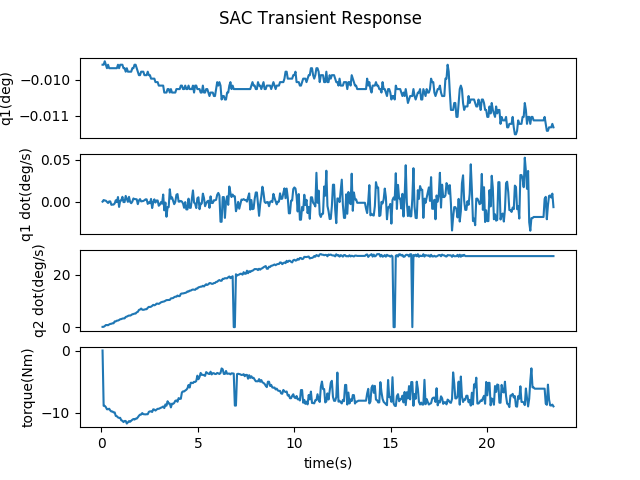 SAC Transient Response
q1(deg)
−0.010
−0.011
q1 dot(deg/s)
0.05
0.00
q2 dot(deg/s)
20
0
torque(Nm)
0
−10
0 5 10 15 20
time(s)